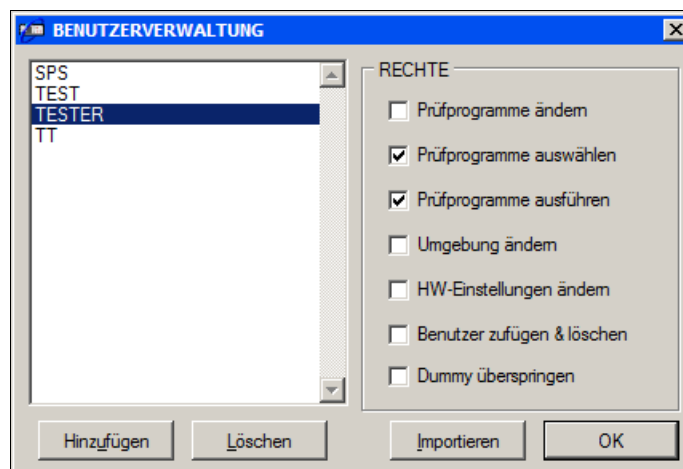 BENUTZERVERWALTUNG
SPS
TEST
TESTER
TT
RECHTE
Prüfprogramme ändern
Prüfprogramme auswählen
Prüfprogramme ausführen
Umgebung ändern
HW-Einstellungen ändern
Benutzer zufügen & löschen
Dummy überspringen
Hinzufügen
Löschen
Importieren
OK